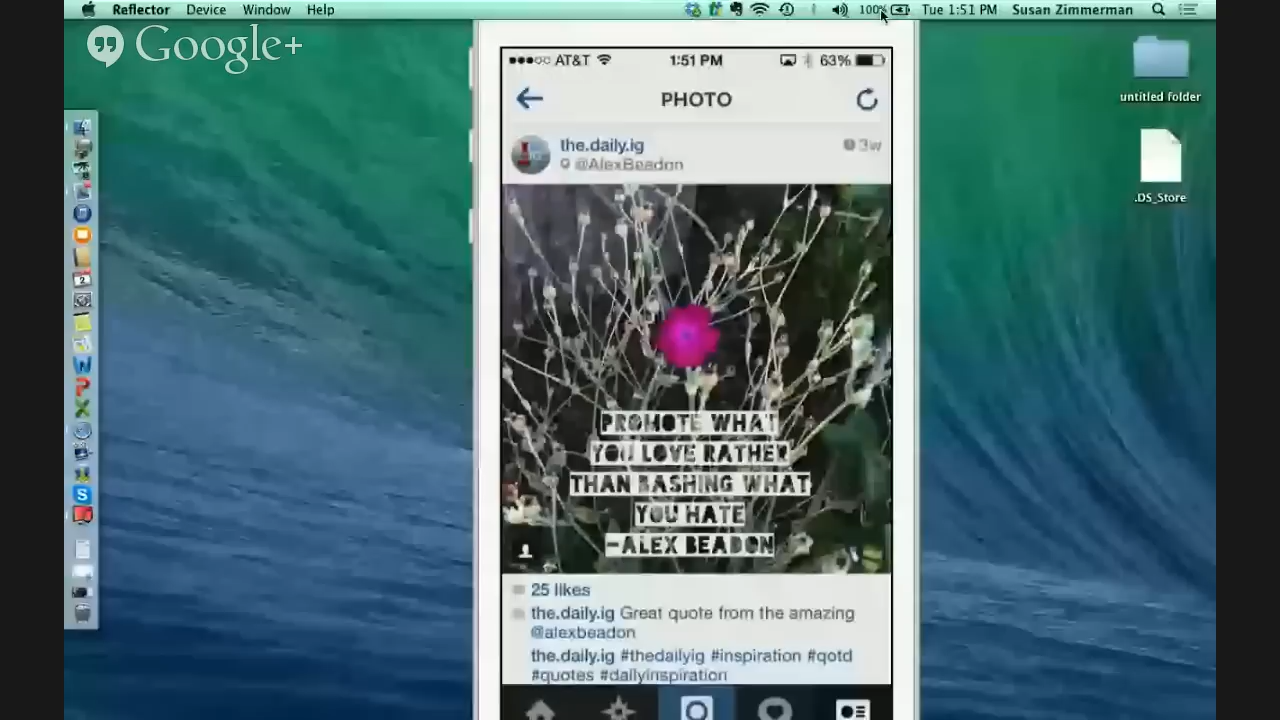 Reflector Device Window Help
100% Tue 1:51 PM Susan Zimmerman
Google+
AT&T 1:51 PM 63%
PHOTO
the.daily.ig
@AlexBeadon
3w
PROMOTE WHAT
YOU LOVE RATHER
THAN BASHING WHAT
YOU HATE
-ALEX BEADON
25 likes
the.daily.ig Great quote from the amazing
@alexbeadon
the.daily.ig #thedailyig #inspiration #qotd
#quotes #dailyinspiration
untitled folder
.DS_Store
2
W
P
X
S